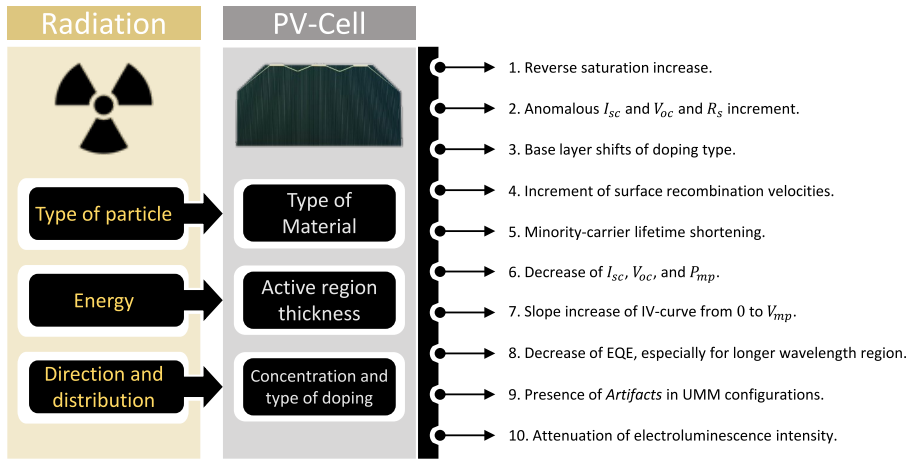 Radiation
PV-Cell
Type of particle
Energy
Direction and
distribution
Type of
Material
Active region
thickness
Concentration and
type of doping
1. Reverse saturation increase.
2. Anomalous I_sc and V_oc and R_s increment.
3. Base layer shifts of doping type.
4. Increment of surface recombination velocities.
5. Minority-carrier lifetime shortening.
6. Decrease of I_sc, V_oc, and P_mp.
7. Slope increase of IV-curve from 0 to V_mp.
8. Decrease of EQE, especially for longer wavelength region.
9. Presence of Artifacts in UMM configurations.
10. Attenuation of electroluminescence intensity.